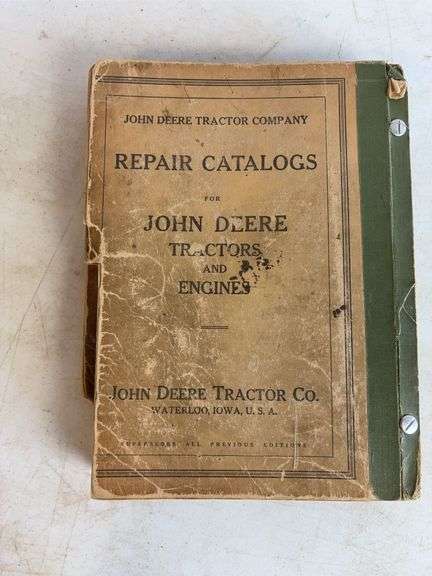 JOHN DEERE TRACTOR COMPANY
REPAIR CATALOGS
FOR
JOHN DEERE
TRACTORS
AND
ENGINES
JOHN DEERE TRACTOR CO.
WATERLOO, IOWA, U. S. A.
SUPERSEDES ALL PREVIOUS EDITIONS